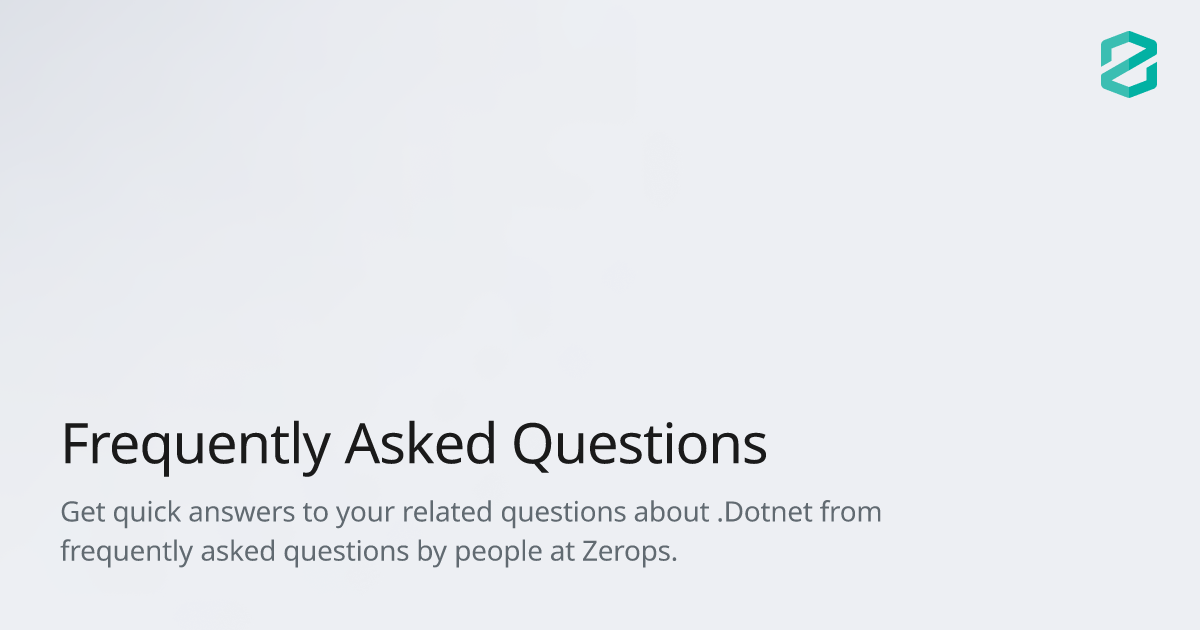 Frequently Asked Questions
Get quick answers to your related questions about .Dotnet from
frequently asked questions by people at Zerops.